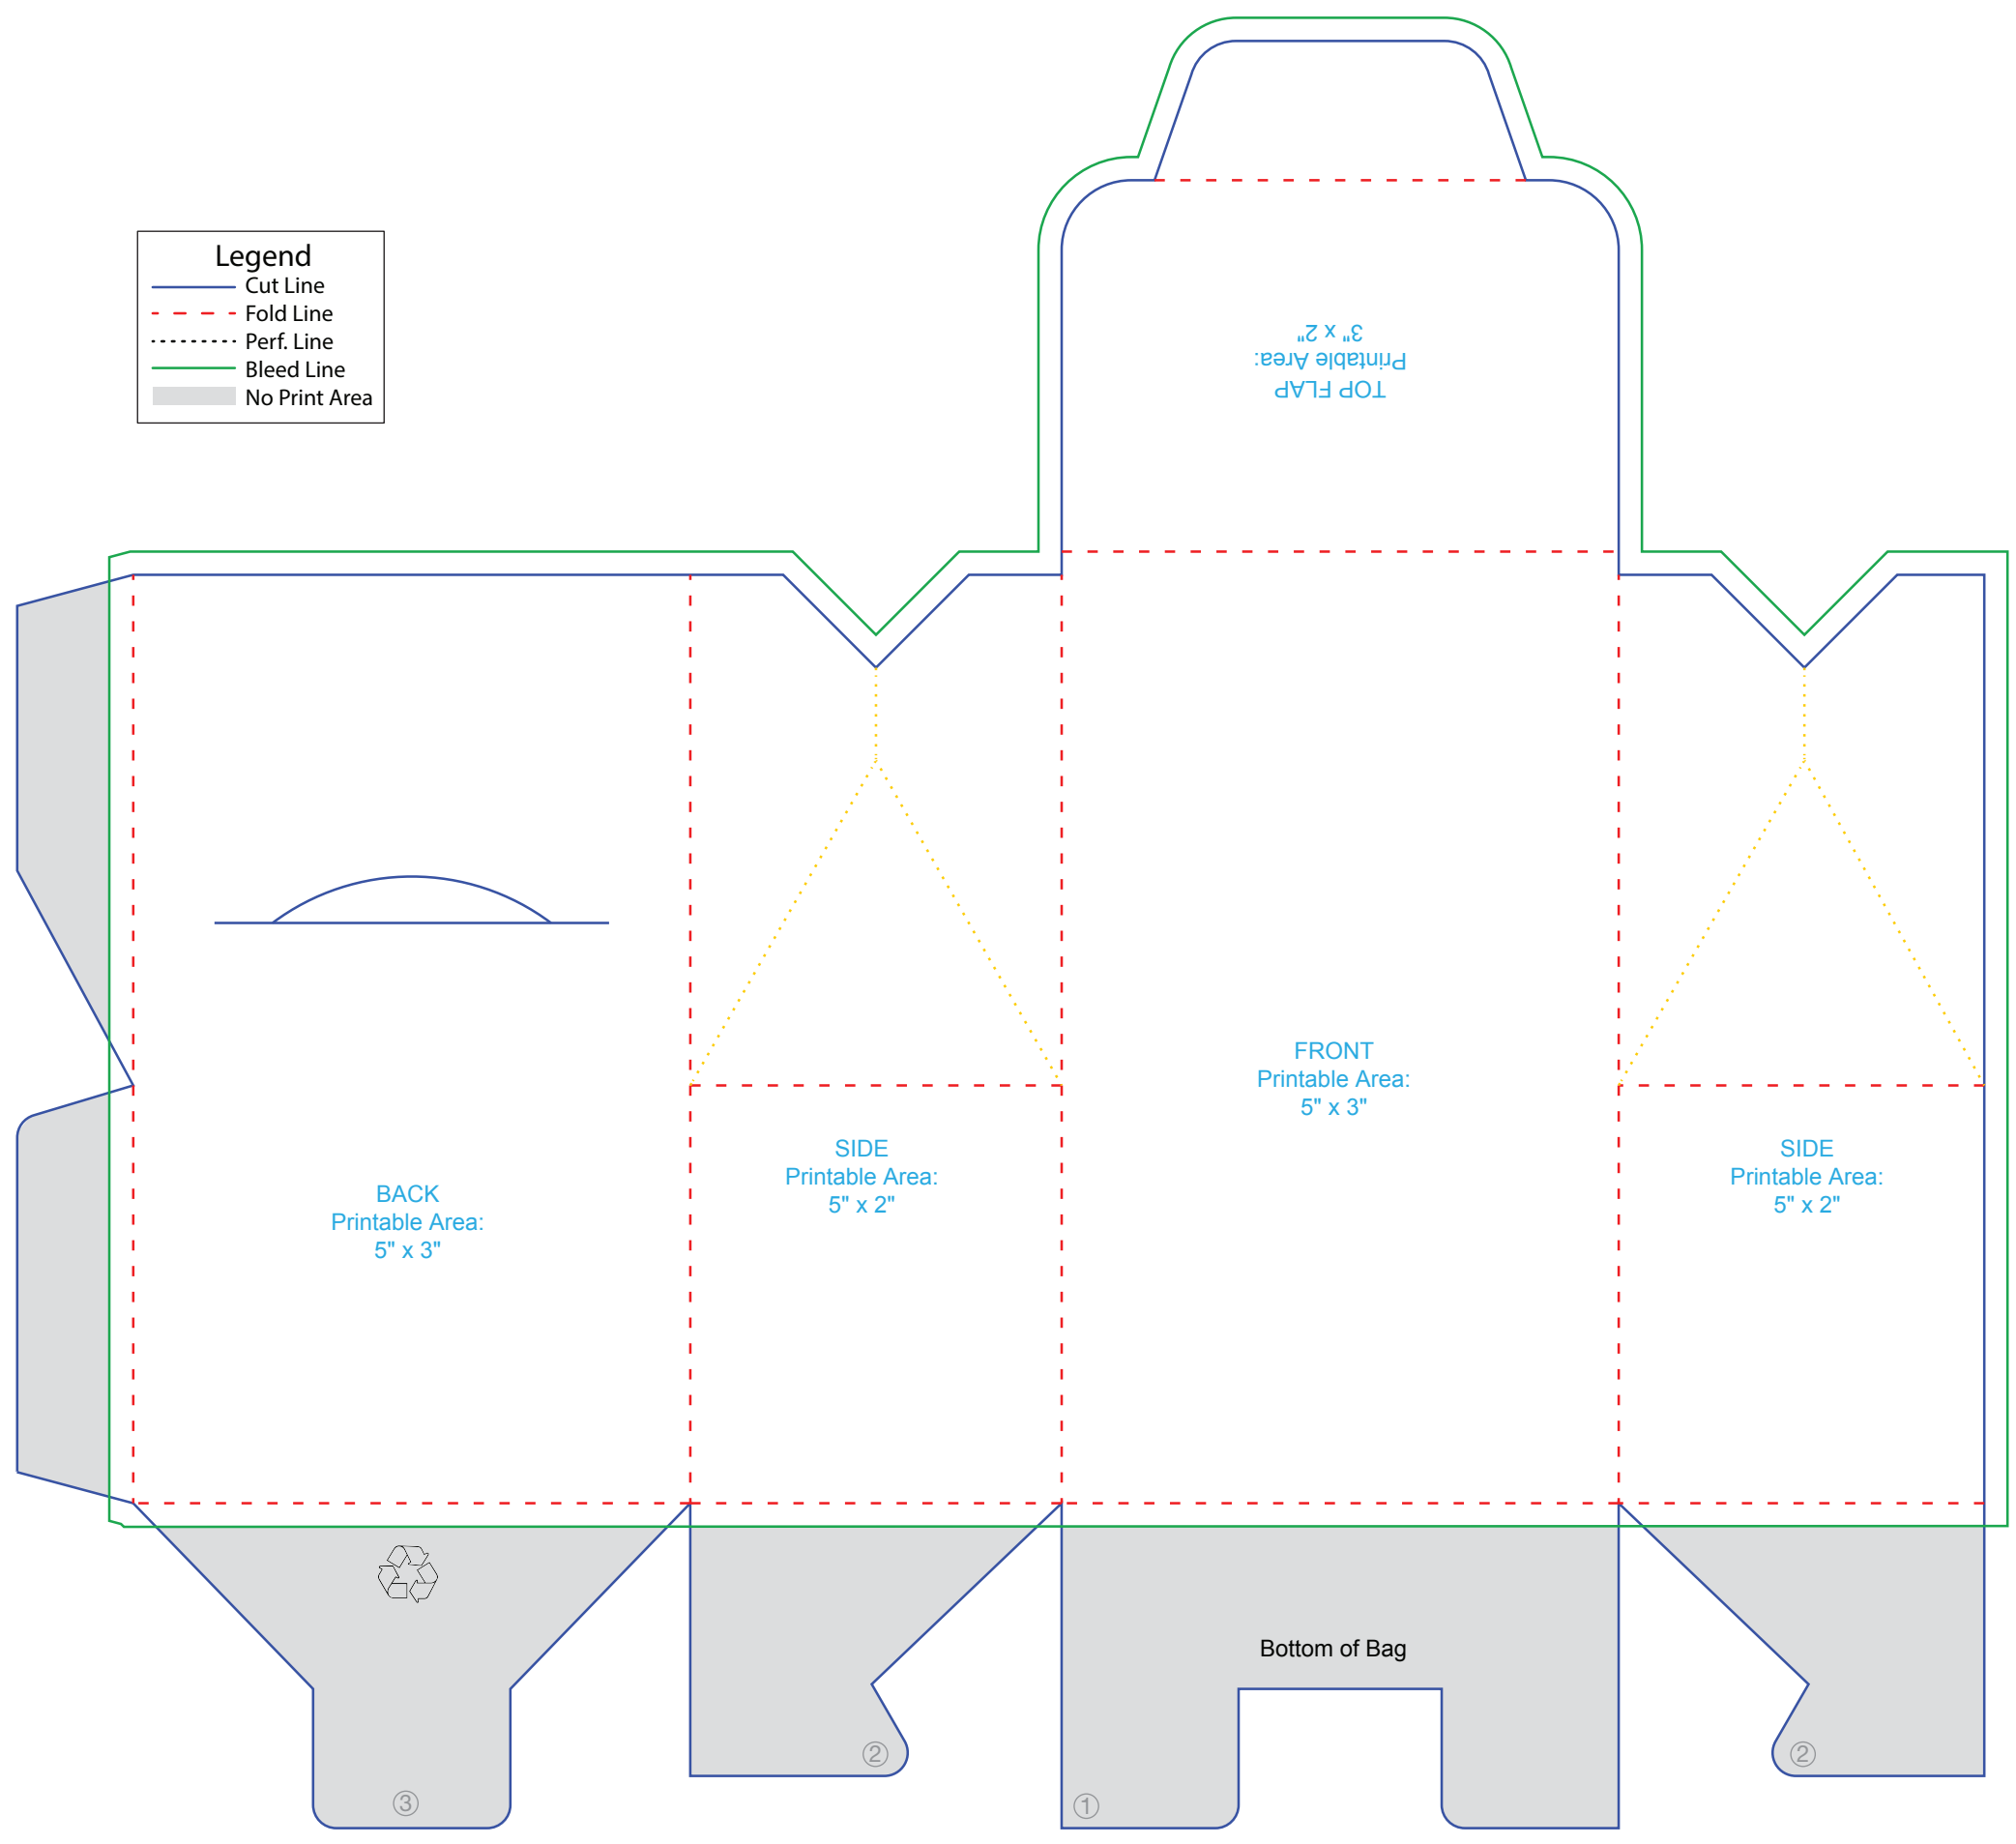 Legend
Cut Line
Fold Line
Perf. Line
Bleed Line
No Print Area
TOP FLAP
Printable Area:
3" x 2"
FRONT
Printable Area:
5" x 3"
SIDE
Printable Area:
5" x 2"
SIDE
Printable Area:
5" x 2"
BACK
Printable Area:
5" x 3"
Bottom of Bag
②
②
③
①